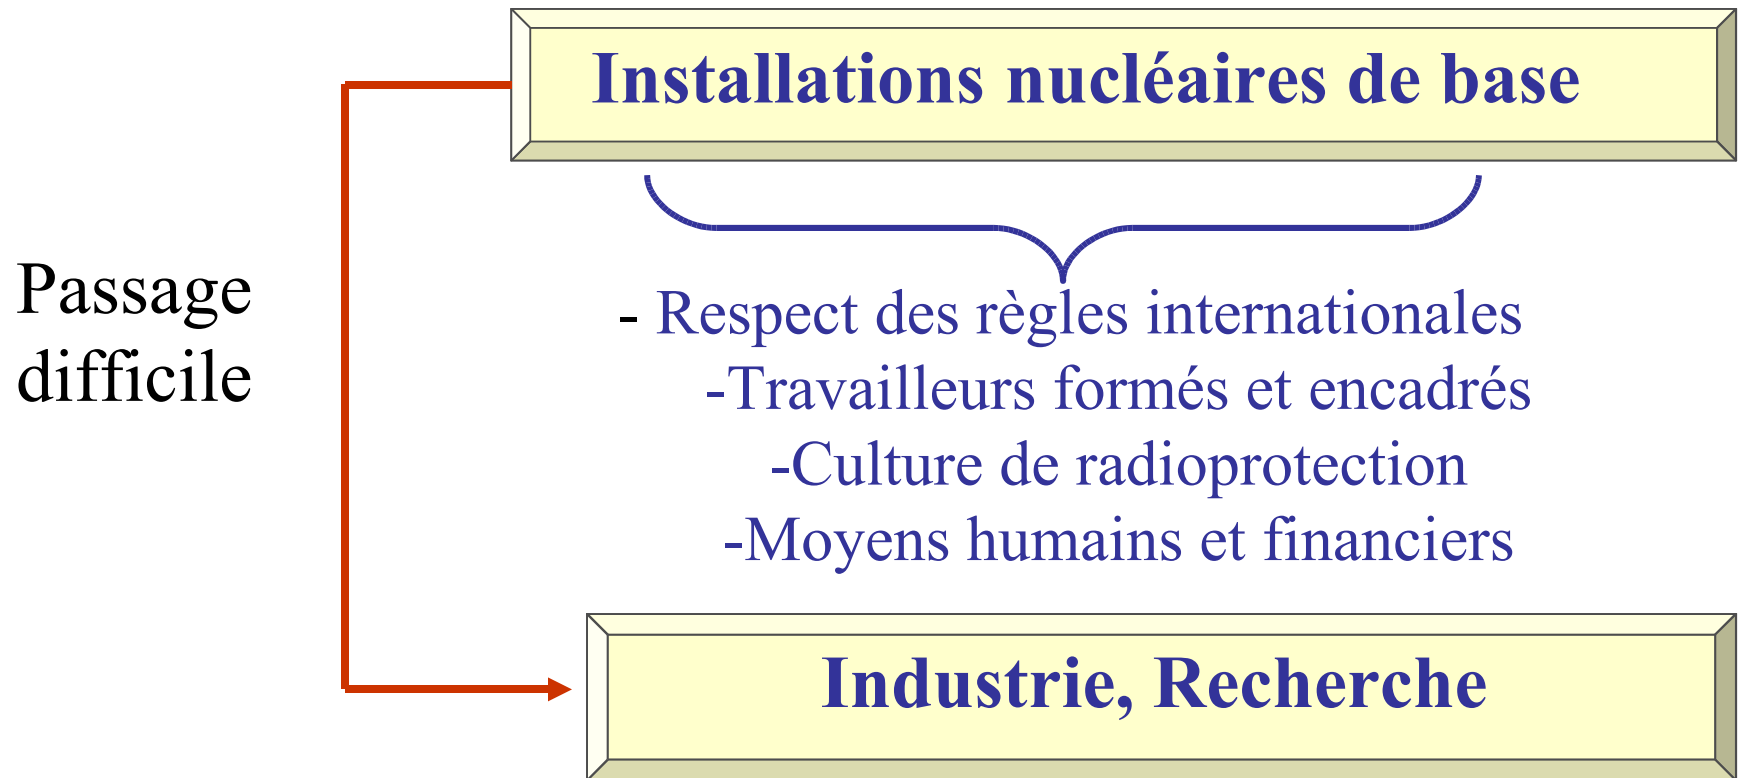 Installations nucléaires de base
Passage
difficile
- Respect des règles internationales
-Travailleurs formés et encadrés
-Culture de radioprotection
-Moyens humains et financiers
Industrie, Recherche